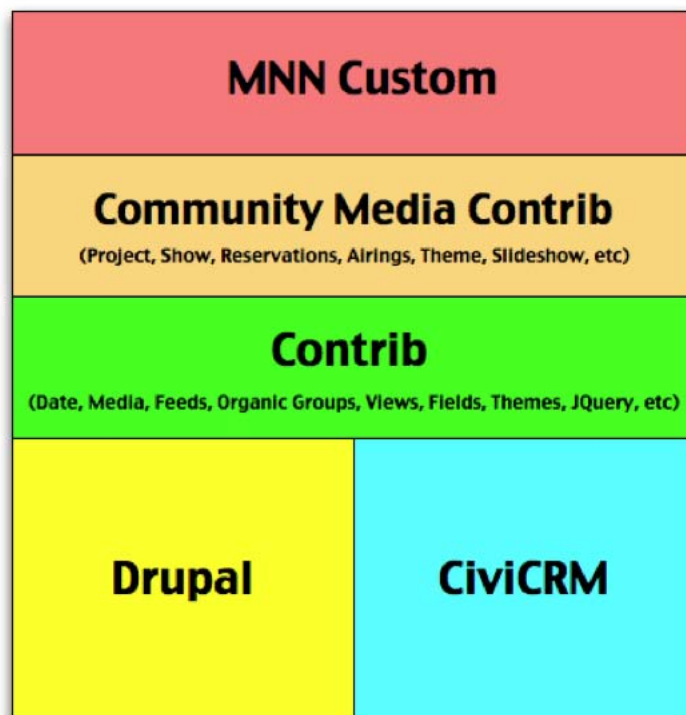 MNN Custom
Community Media Contrib
(Project, Show, Reservations, Airings, Theme, Slideshow, etc)
Contrib
(Date, Media, Feeds, Organic Groups, Views, Fields, Themes, JQuery, etc)
Drupal
CiviCRM